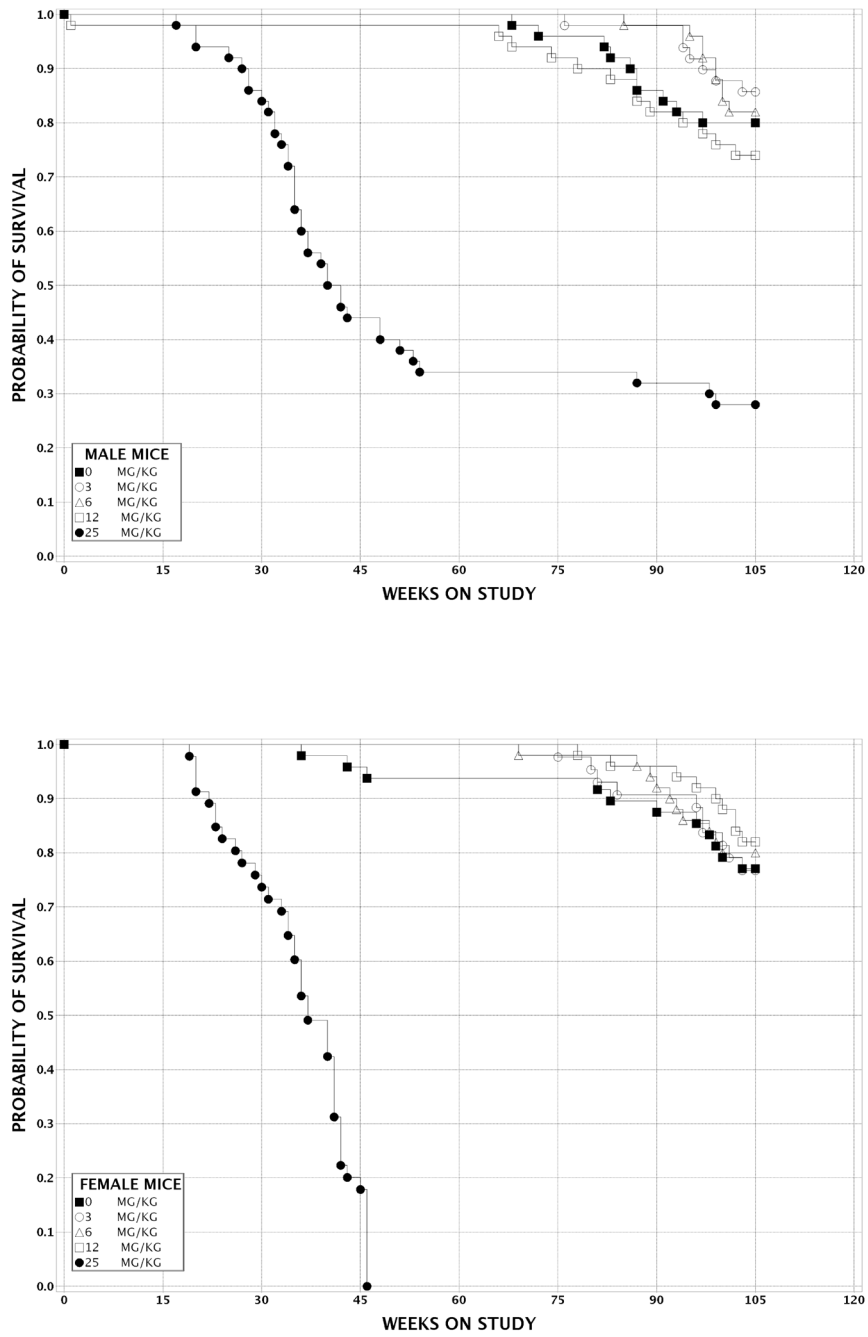 1.0
0.9
0.8
0.7
0.6
0.5
0.4
0.3
0.2
0.1
0.0
PROBABILITY OF SURVIVAL
MALE MICE
0 MG/KG
3 MG/KG
6 MG/KG
12 MG/KG
25 MG/KG
0 15 30 45 60 75 90 105 120
WEEKS ON STUDY
1.0
0.9
0.8
0.7
0.6
0.5
0.4
0.3
0.2
0.1
0.0
PROBABILITY OF SURVIVAL
FEMALE MICE
0 MG/KG
3 MG/KG
6 MG/KG
12 MG/KG
25 MG/KG
0 15 30 45 60 75 90 105 120
WEEKS ON STUDY